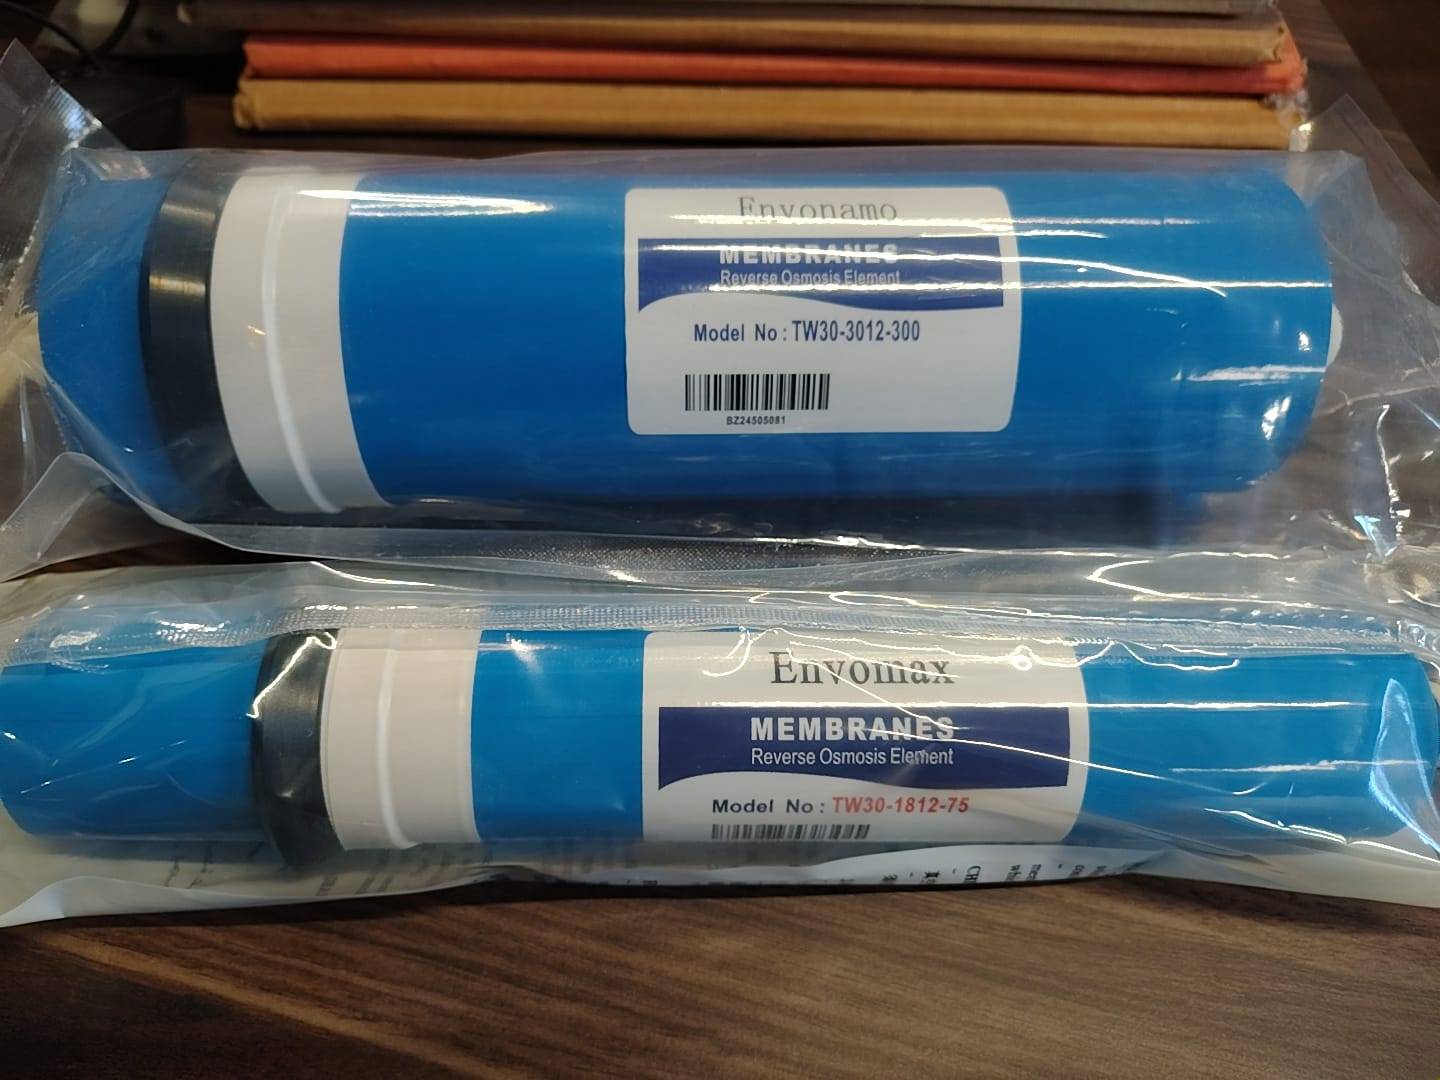 Envonamo
MEMBRANES
Reverse Osmosis Element
Model No : TW30-3012-300
BZ24505081
Envomax
MEMBRANES
Reverse Osmosis Element
Model No : TW30-1812-75